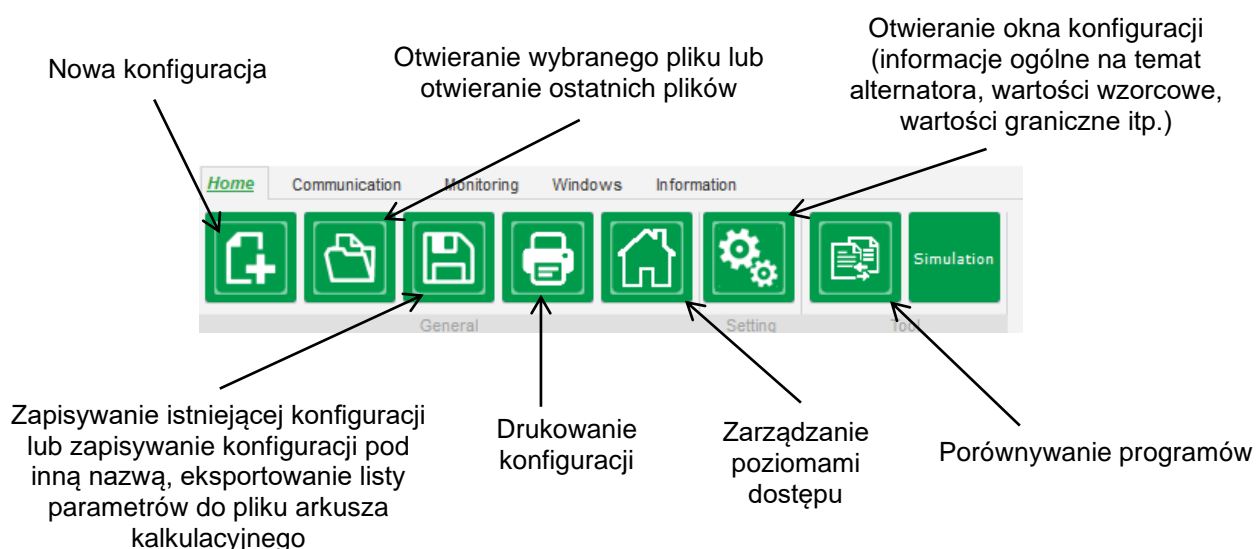 Nowa konfiguracja
Otwieranie wybranego pliku lub
otwieranie ostatnich plików
Otwieranie okna konfiguracji
(informacje ogólne na temat
alternatora, wartości wzorcowe,
wartości graniczne itp.)
Home Communication Monitoring Windows Information
Simulation
General Setting Tool
Zapisywanie istniejącej konfiguracji
lub zapisywanie konfiguracji pod
inną nazwą, eksportowanie listy
parametrów do pliku arkusza
kalkulacyjnego
Drukowanie
konfiguracji
Zarządzanie
poziomami
dostępu
Porównywanie programów